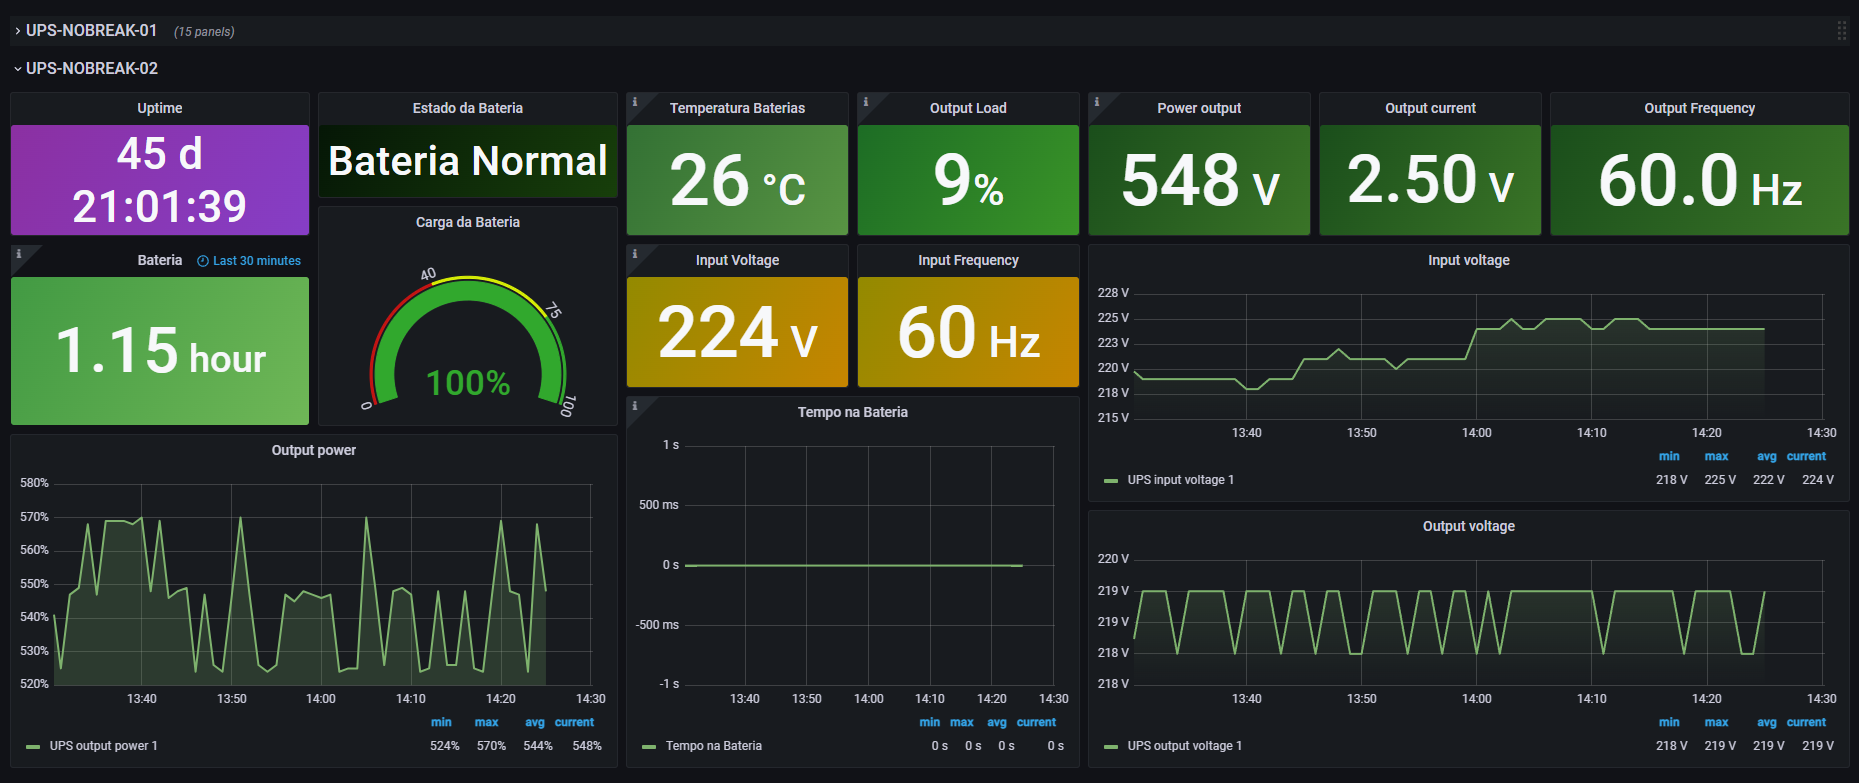 UPS-NOBREAK-01 (15 panels)
UPS-NOBREAK-02
Uptime
45 d
21:01:39
Estado da Bateria
Bateria Normal
Temperatura Baterias
26 °C
Output Load
9%
Power output
548 V
Output current
2.50 V
Output Frequency
60.0 Hz
Bateria Last 30 minutes
1.15 hour
Carga da Bateria
0
40
75
100
100%
Input Voltage
224 V
Input Frequency
60 Hz
Input voltage
228 V
225 V
223 V
220 V
218 V
215 V
13:40 13:50 14:00 14:10 14:20 14:30
min max avg current
UPS input voltage 1 218 V 225 V 222 V 224 V
Output power
580%
570%
560%
550%
540%
530%
520%
13:40 13:50 14:00 14:10 14:20 14:30
min max avg current
UPS output power 1 524% 570% 544% 548%
Tempo na Bateria
1 s
500 ms
0 s
-500 ms
-1 s
13:40 13:50 14:00 14:10 14:20 14:30
min max avg current
Tempo na Bateria 0 s 0 s 0 s 0 s
Output voltage
220 V
219 V
219 V
218 V
218 V
13:40 13:50 14:00 14:10 14:20 14:30
min max avg current
UPS output voltage 1 218 V 219 V 219 V 219 V